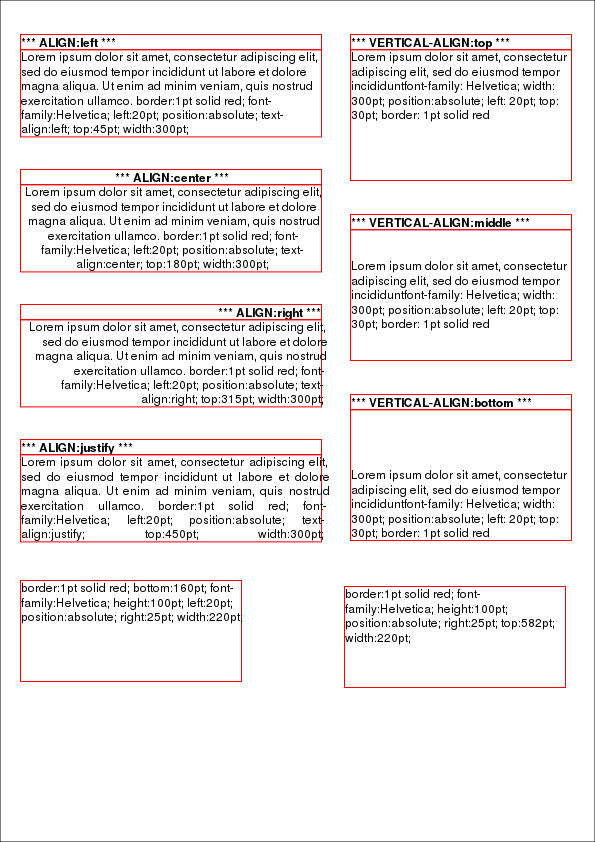 *** ALIGN:left ***
Lorem ipsum dolor sit amet, consectetur adipiscing elit,
sed do eiusmod tempor incididunt ut labore et dolore
magna aliqua. Ut enim ad minim veniam, quis nostrud
exercitation ullamco. border:1pt solid red; font-
family:Helvetica; left:20pt; position:absolute; text-
align:left; top:45pt; width:300pt;
*** ALIGN:center ***
Lorem ipsum dolor sit amet, consectetur adipiscing elit,
sed do eiusmod tempor incididunt ut labore et dolore
magna aliqua. Ut enim ad minim veniam, quis nostrud
exercitation ullamco. border:1pt solid red; font-
family:Helvetica; left:20pt; position:absolute; text-
align:center; top:180pt; width:300pt;
*** ALIGN:right ***
Lorem ipsum dolor sit amet, consectetur adipiscing elit,
sed do eiusmod tempor incididunt ut labore et dolore
magna aliqua. Ut enim ad minim veniam, quis nostrud
exercitation ullamco. border:1pt solid red; font-
family:Helvetica; left:20pt; position:absolute; text-
align:right; top:315pt; width:300pt;
*** ALIGN:justify ***
Lorem ipsum dolor sit amet, consectetur adipiscing elit,
sed do eiusmod tempor incididunt ut labore et dolore
magna aliqua. Ut enim ad minim veniam, quis nostrud
exercitation ullamco. border:1pt solid red; font-
family:Helvetica; left:20pt; position:absolute; text-
align:justify; top:450pt; width:300pt;
border:1pt solid red; bottom:160pt; font-
family:Helvetica; height:100pt; left:20pt;
position:absolute; right:25pt; width:220pt;
*** VERTICAL-ALIGN:top ***
Lorem ipsum dolor sit amet, consectetur
adipiscing elit, sed do eiusmod tempor
incididuntfont-family: Helvetica; width:
300pt; position:absolute; left: 20pt; top:
30pt; border: 1pt solid red
*** VERTICAL-ALIGN:middle ***
Lorem ipsum dolor sit amet, consectetur
adipiscing elit, sed do eiusmod tempor
incididuntfont-family: Helvetica; width:
300pt; position:absolute; left: 20pt; top:
30pt; border: 1pt solid red
*** VERTICAL-ALIGN:bottom ***
Lorem ipsum dolor sit amet, consectetur
adipiscing elit, sed do eiusmod tempor
incididuntfont-family: Helvetica; width:
300pt; position:absolute; left: 20pt; top:
30pt; border: 1pt solid red
border:1pt solid red; font-
family:Helvetica; height:100pt;
position:absolute; right:25pt; top:582pt;
width:220pt;